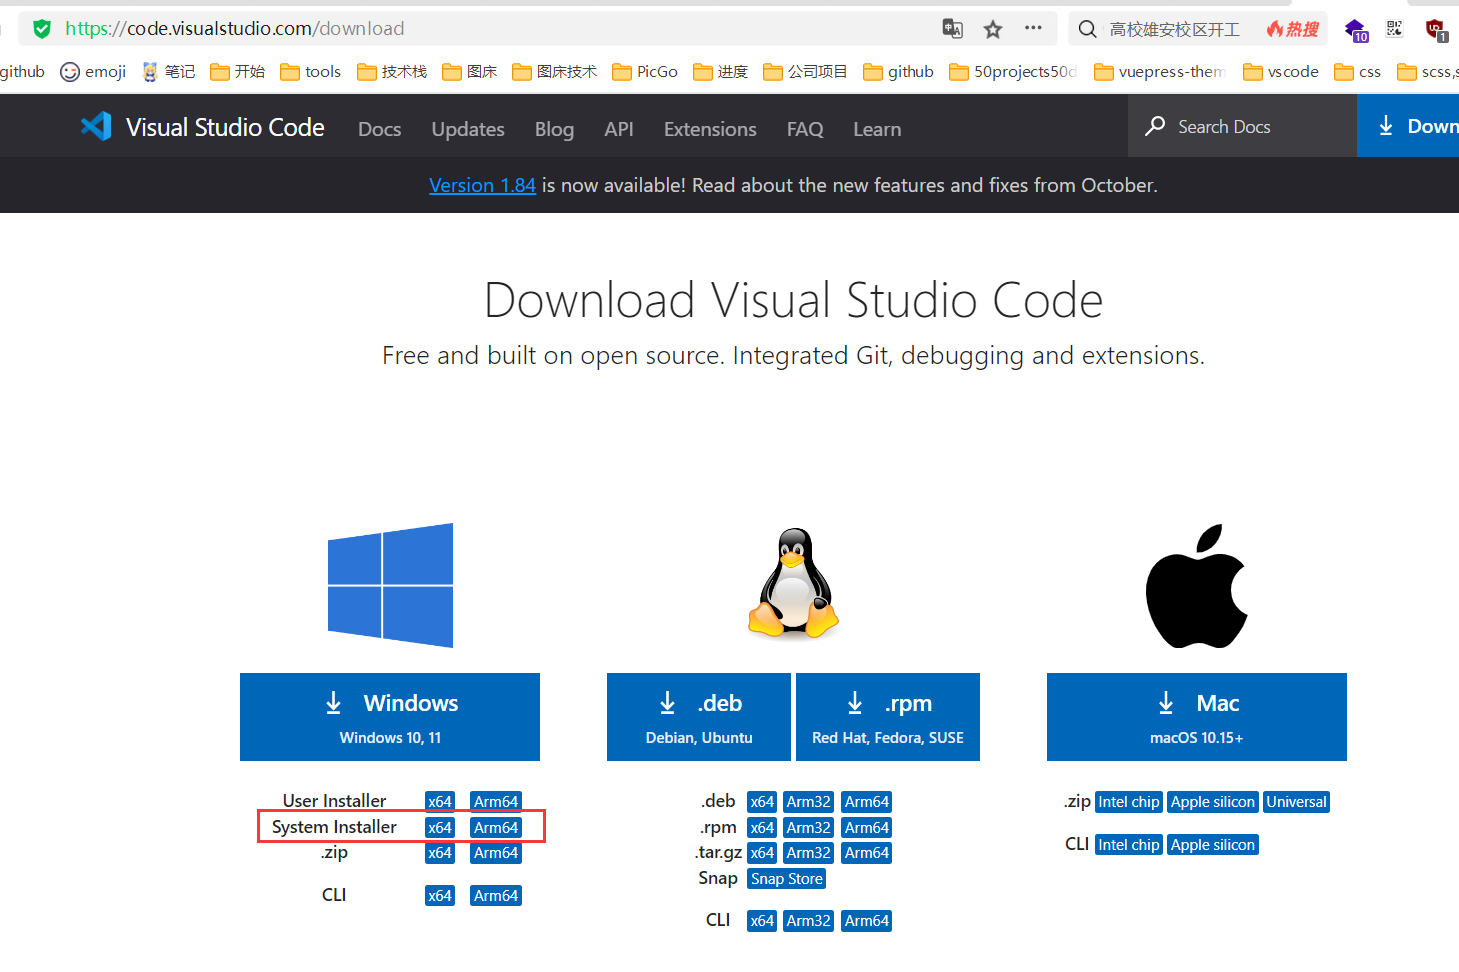 https://code.visualstudio.com/download
高校雄安校区开工 热搜 10 1
github emoji 笔记 开始 tools 技术栈 图床 图床技术 PicGo 进度 公司项目 github 50projects50d vuepress-them vscode css scss,s
Visual Studio Code Docs Updates Blog API Extensions FAQ Learn Search Docs Down
Version 1.84 is now available! Read about the new features and fixes from October.
Download Visual Studio Code
Free and built on open source. Integrated Git, debugging and extensions.
Windows
Windows 10, 11
User Installer x64 Arm64
System Installer x64 Arm64
.zip x64 Arm64
CLI x64 Arm64
.deb
Debian, Ubuntu
.rpm
Red Hat, Fedora, SUSE
.deb x64 Arm32 Arm64
.rpm x64 Arm32 Arm64
.tar.gz x64 Arm32 Arm64
Snap Snap Store
CLI x64 Arm32 Arm64
Mac
macOS 10.15+
.zip Intel chip Apple silicon Universal
CLI Intel chip Apple silicon